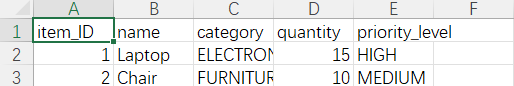 A B C D E F
1 item_ID name category quantity priority_level
2 1 Laptop ELECTRON 15 HIGH
3 2 Chair FURNITUR 10 MEDIUM